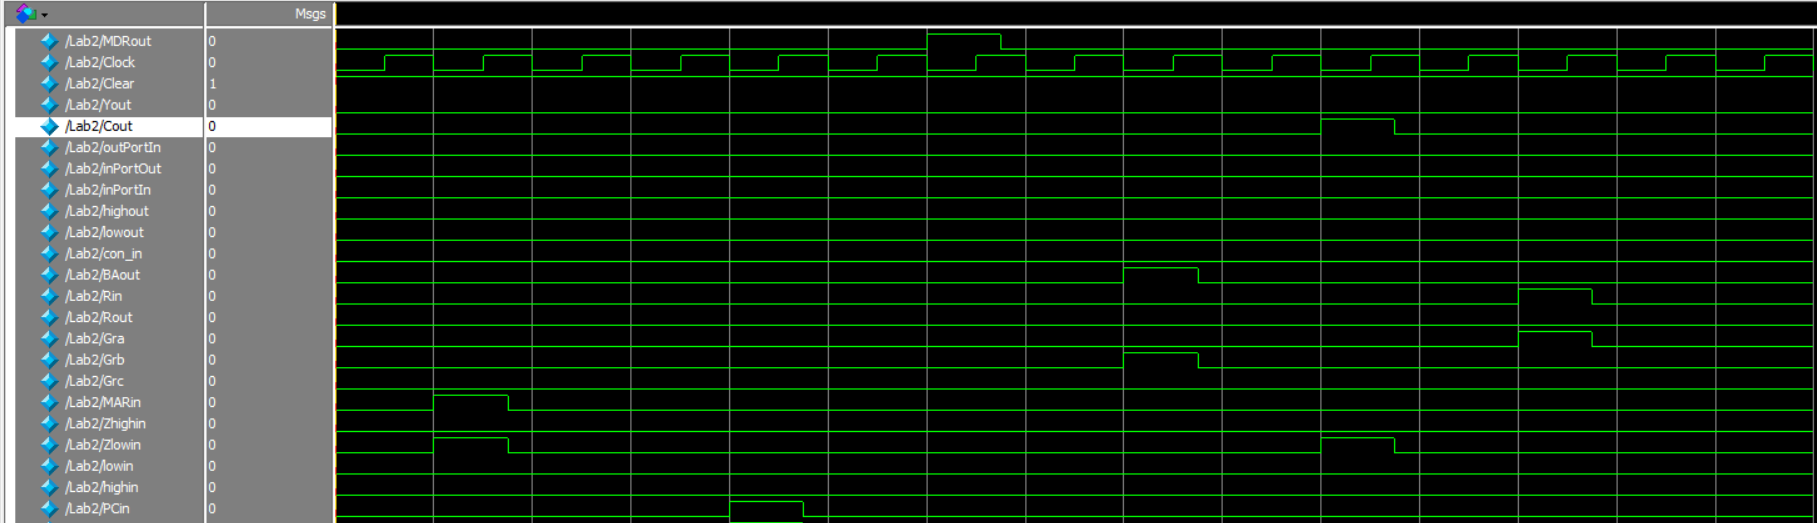 Msgs
/Lab2/MDRout 0
/Lab2/Clock 0
/Lab2/Clear 1
/Lab2/Yout 0
/Lab2/Cout 0
/Lab2/outPortIn 0
/Lab2/inPortOut 0
/Lab2/inPortIn 0
/Lab2/highout 0
/Lab2/lowout 0
/Lab2/con_in 0
/Lab2/BAout 0
/Lab2/Rin 0
/Lab2/Rout 0
/Lab2/Gra 0
/Lab2/Grb 0
/Lab2/Grc 0
/Lab2/MARin 0
/Lab2/Zhighin 0
/Lab2/Zlowin 0
/Lab2/lowin 0
/Lab2/highin 0
/Lab2/PCin 0